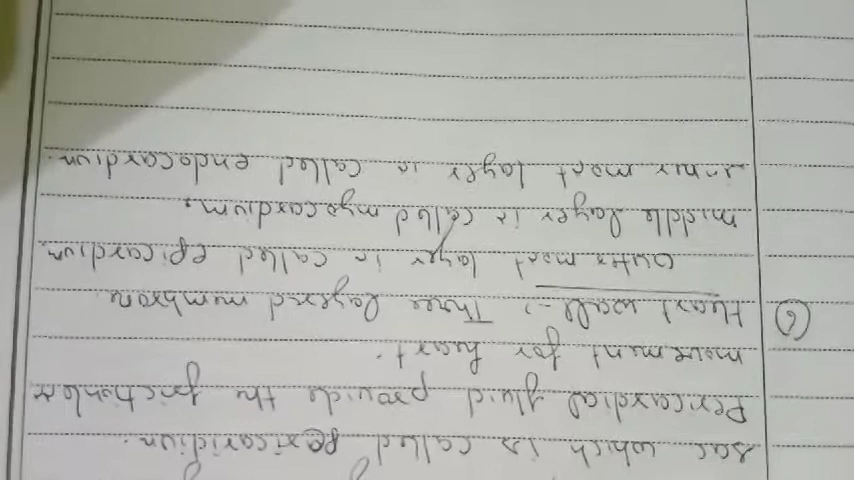 sac which is called pericaridiun.
Pericardial fluid provide the frictionless
movement for heart.
⑥ Heart wall → Three layered membrane
outer most layer is called epicardium.
middle layer is called myocardium.
inner most layer is called endocardium.